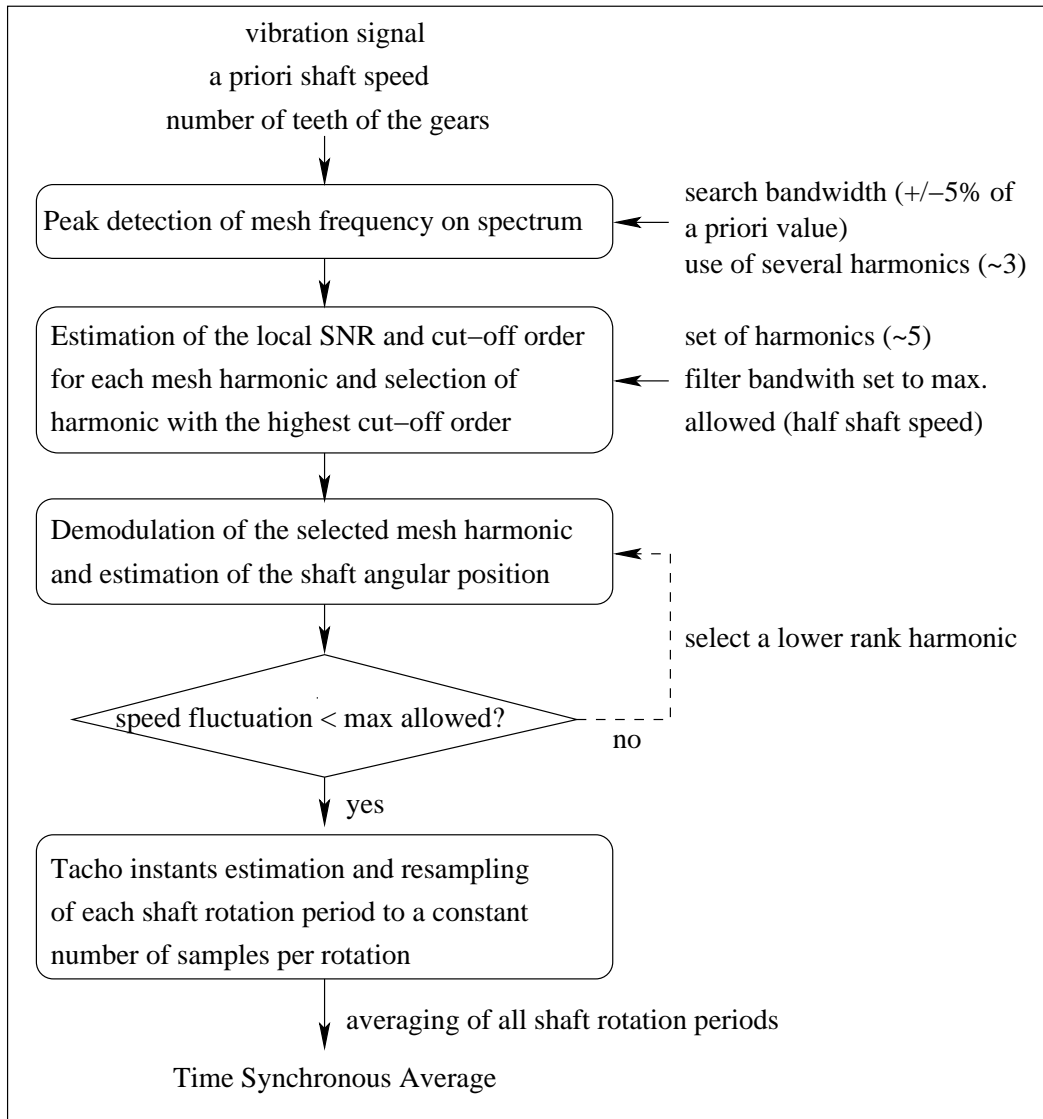 vibration signal
a priori shaft speed
number of teeth of the gears
Peak detection of mesh frequency on spectrum
search bandwidth (+/−5% of
a priori value)
use of several harmonics (~3)
Estimation of the local SNR and cut−off order
for each mesh harmonic and selection of
harmonic with the highest cut−off order
set of harmonics (~5)
filter bandwith set to max.
allowed (half shaft speed)
Demodulation of the selected mesh harmonic
and estimation of the shaft angular position
select a lower rank harmonic
speed fluctuation < max allowed?
no
yes
Tacho instants estimation and resampling
of each shaft rotation period to a constant
number of samples per rotation
averaging of all shaft rotation periods
Time Synchronous Average